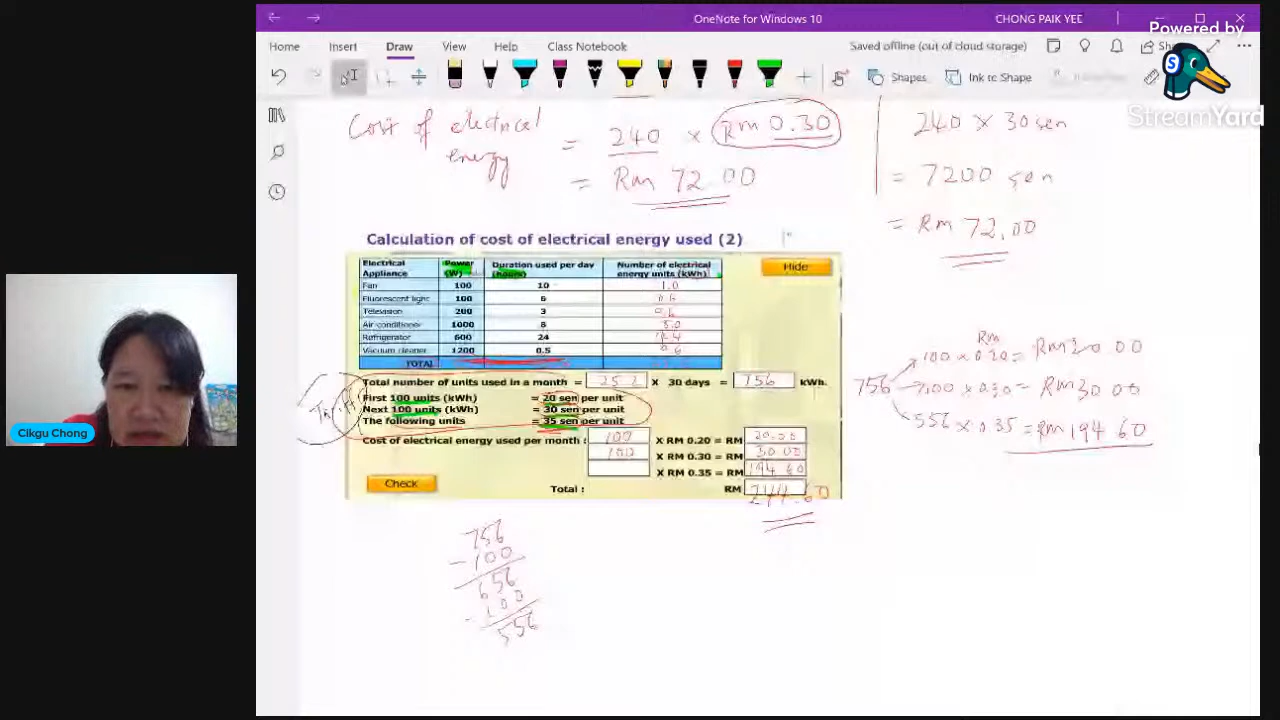 OneNote for Windows 10
CHONG PAIK YEE
Powered by
StreamYard
Home Insert Draw View Help Class Notebook
Saved offline (out of cloud storage)
Shapes Ink to Shape
Cost of electrical energy = 240 × RM 0.30
= RM 72.00
240 × 30 sen
= 7200 sen
= RM 72.00
Calculation of cost of electrical energy used (2)
Hide
Electrical Appliance Power (W) Duration used per day (hours) Number of electrical energy units (kWh)
Fan 100 10 1.0
Fluorescent light 100 6 0.6
Television 200 3 0.6
Air conditioner 1000 8 8.0
Refrigerator 600 24 14.4
Vacuum cleaner 1200 0.5 0.6
TOTAL
Total number of units used in a month = 25.2 X 30 days = 756 kWh.
Tariff
First 100 units (kWh) = 20 sen per unit
Next 100 units (kWh) = 30 sen per unit
The following units = 35 sen per unit
Cost of electrical energy used per month : 100 X RM 0.20 = RM 20.00
100 X RM 0.30 = RM 30.00
X RM 0.35 = RM 194.60
Check
Total : RM 244.60
RM
756
100 × 0.20 = RM 20.00
100 × 0.30 = RM 30.00
556 × 0.35 = RM 194.60
756
- 100
656
- 100
556
Cikgu Chong